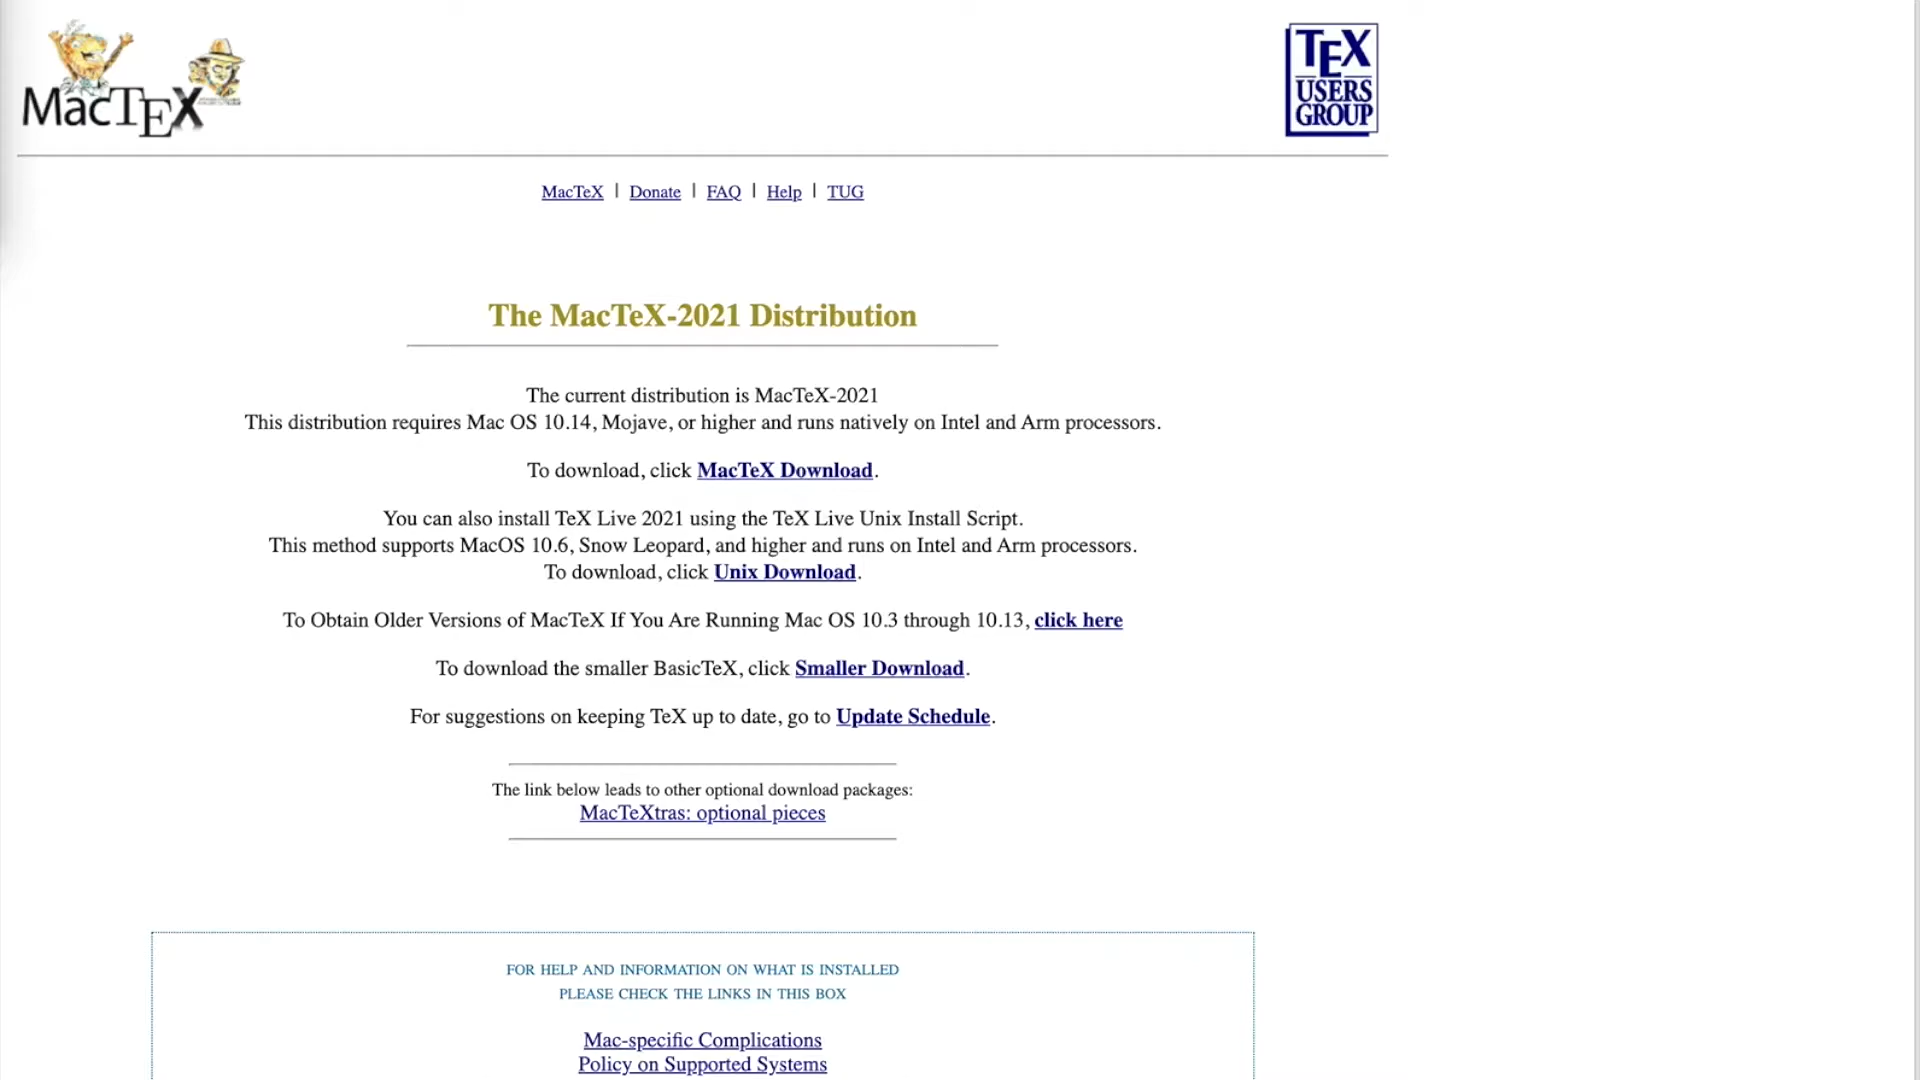 MacTEX
TEX
USERS
GROUP
MacTeX | Donate | FAQ | Help | TUG
The MacTeX-2021 Distribution
The current distribution is MacTeX-2021
This distribution requires Mac OS 10.14, Mojave, or higher and runs natively on Intel and Arm processors.
To download, click MacTeX Download.
You can also install TeX Live 2021 using the TeX Live Unix Install Script.
This method supports MacOS 10.6, Snow Leopard, and higher and runs on Intel and Arm processors.
To download, click Unix Download.
To Obtain Older Versions of MacTeX If You Are Running Mac OS 10.3 through 10.13, click here
To download the smaller BasicTeX, click Smaller Download.
For suggestions on keeping TeX up to date, go to Update Schedule.
The link below leads to other optional download packages:
MacTeXtras: optional pieces
FOR HELP AND INFORMATION ON WHAT IS INSTALLED
PLEASE CHECK THE LINKS IN THIS BOX
Mac-specific Complications
Policy on Supported Systems